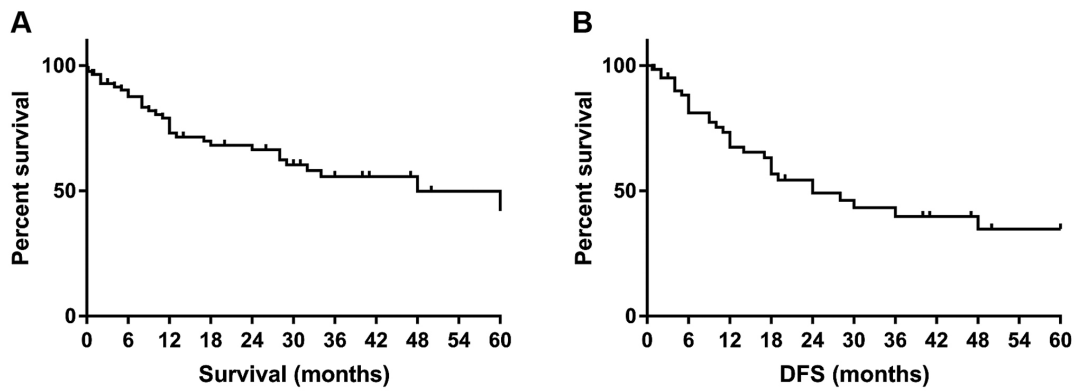 A
Percent survival
100
50
0
0 6 12 18 24 30 36 42 48 54 60
Survival (months)
B
Percent survival
100
50
0
0 6 12 18 24 30 36 42 48 54 60
DFS (months)